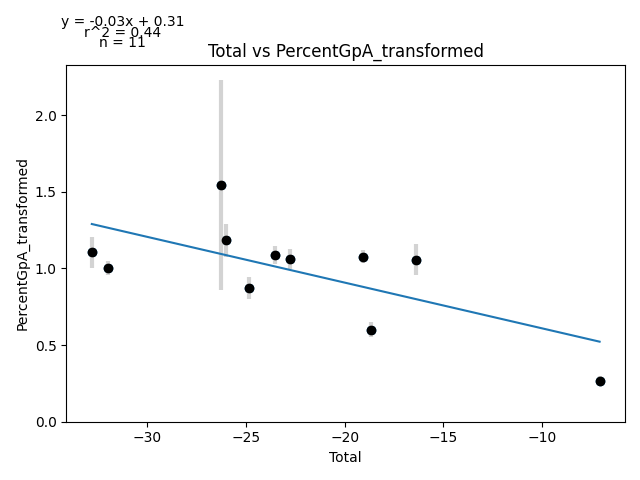 y = -0.03x + 0.31
r^2 = 0.44
n = 11
Total vs PercentGpA_transformed
PercentGpA_transformed
2.0
1.5
1.0
0.5
0.0
−30
−25
−20
−15
−10
Total